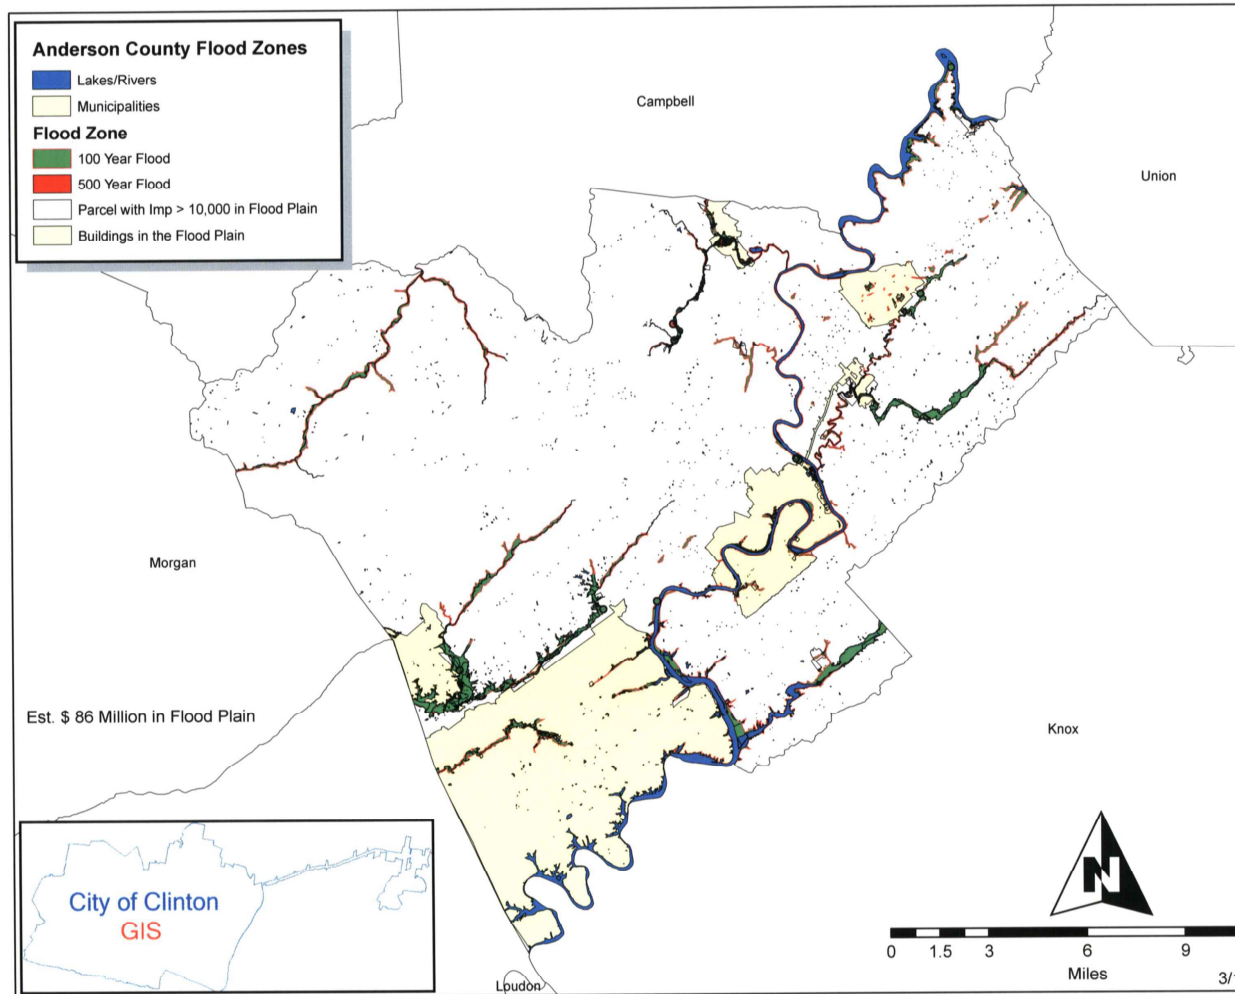 Anderson County Flood Zones
Lakes/Rivers
Municipalities
Flood Zone
100 Year Flood
500 Year Flood
Parcel with Imp > 10,000 in Flood Plain
Buildings in the Flood Plain
Campbell
Union
Morgan
Est. $ 86 Million in Flood Plain
Knox
City of Clinton
GIS
N
0 1.5 3 6 9
Miles
3/1
Loudon